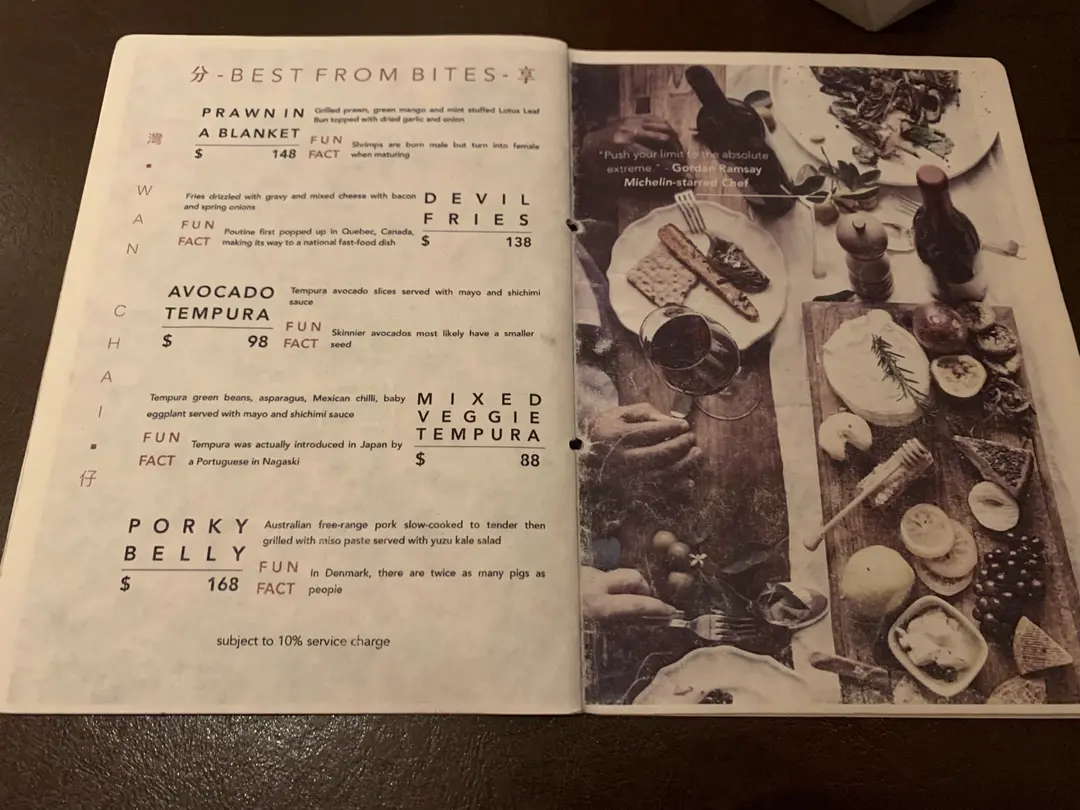 分 -BEST FROM BITES- 享
灣
▪
W
A
N
C
H
A
I
▪
仔
PRAWN IN
A BLANKET
$ 148
Grilled prawn, green mango and mint stuffed Lotus Leaf
Bun topped with dried garlic and onion
FUN
FACT
Shrimps are born male but turn into female
when maturing
Fries drizzled with gravy and mixed cheese with bacon
and spring onions
FUN
FACT
Poutine first popped up in Quebec, Canada,
making its way to a national fast-food dish
DEVIL
FRIES
$ 138
AVOCADO
TEMPURA
$ 98
Tempura avocado slices served with mayo and shichimi
sauce
FUN
FACT
Skinnier avocados most likely have a smaller
seed
Tempura green beans, asparagus, Mexican chilli, baby
eggplant served with mayo and shichimi sauce
FUN
FACT
Tempura was actually introduced in Japan by
a Portuguese in Nagaski
MIXED
VEGGIE
TEMPURA
$ 88
PORKY
BELLY
$ 168
Australian free-range pork slow-cooked to tender then
grilled with miso paste served with yuzu kale salad
FUN
FACT
In Denmark, there are twice as many pigs as
people
subject to 10% service charge
"Push your limit to the absolute
extreme." - Gordan Ramsay
Michelin-starred Chef